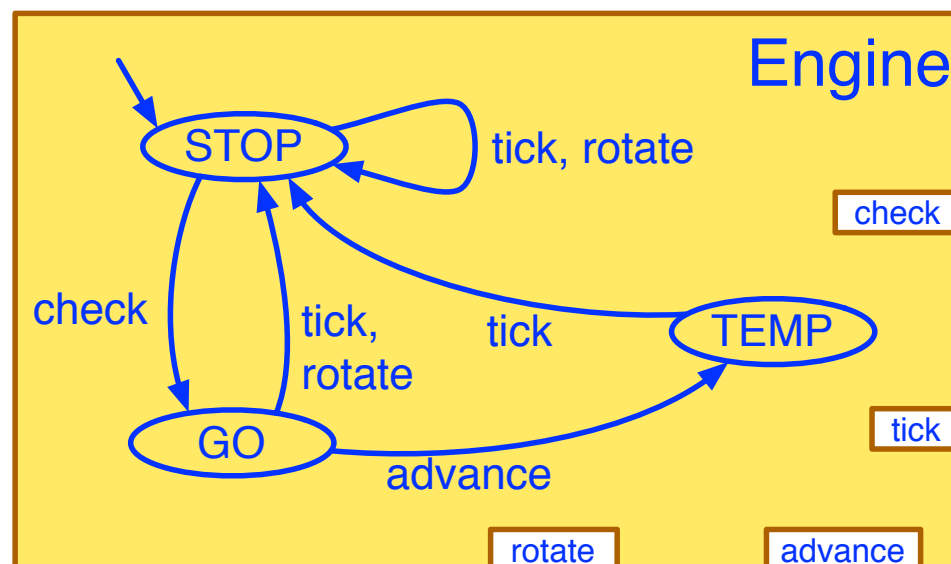 Engine
STOP
tick, rotate
check
check
tick,
rotate
tick
TEMP
GO
advance
tick
rotate
advance